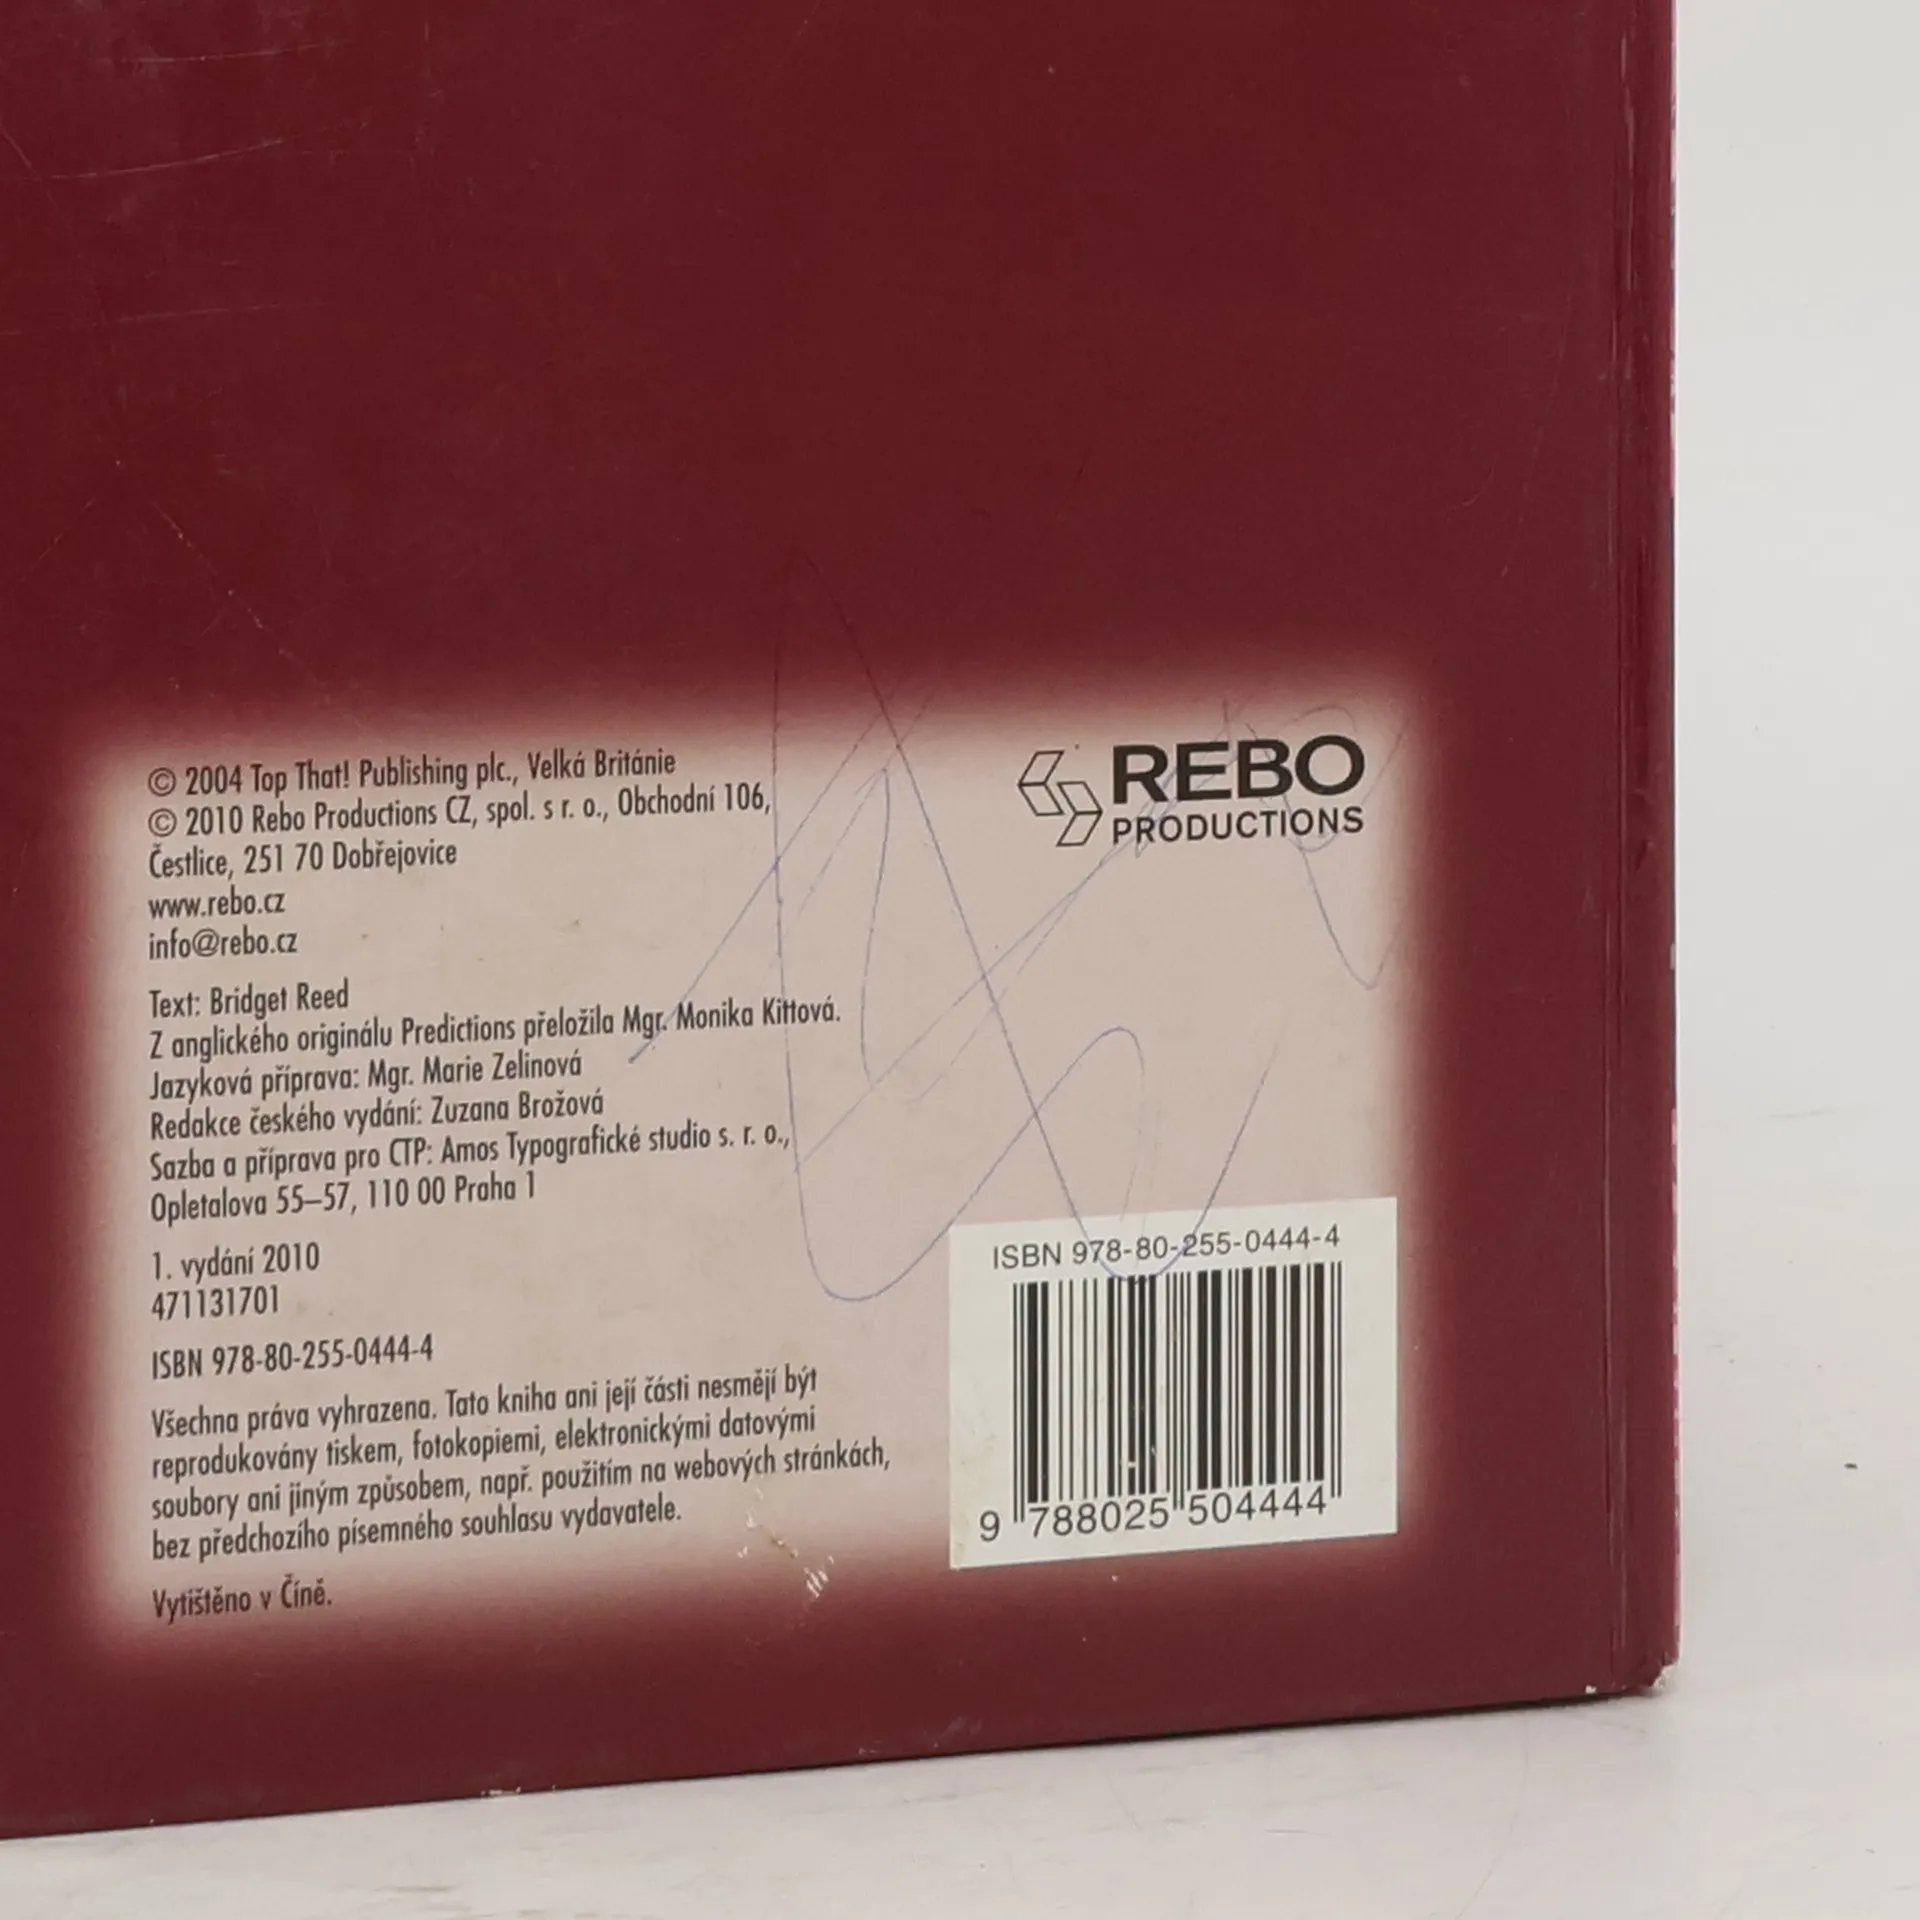 © 2004 Top That! Publishing plc., Velká Británie
© 2010 Rebo Productions CZ, spol. s r. o., Obchodní 106,
Čestlice, 251 70 Dobřejovice
www.rebo.cz
info@rebo.cz
Text: Bridget Reed
Z anglického originálu Predictions přeložila Mgr. Monika Kittová.
Jazyková příprava: Mgr. Marie Zelinová
Redakce českého vydání: Zuzana Brožová
Sazba a příprava pro CTP: Amos Typografické studio s. r. o.,
Opletalova 55–57, 110 00 Praha 1
1. vydání 2010
471131701
ISBN 978-80-255-0444-4
Všechna práva vyhrazena. Tato kniha ani její části nesmějí být
reprodukovány tiskem, fotokopiemi, elektronickými datovými
soubory ani jiným způsobem, např. použitím na webových stránkách,
bez předchozího písemného souhlasu vydavatele.
Vytištěno v Číně.
REBO
PRODUCTIONS
ISBN 978-80-255-0444-4
9 788025 504444